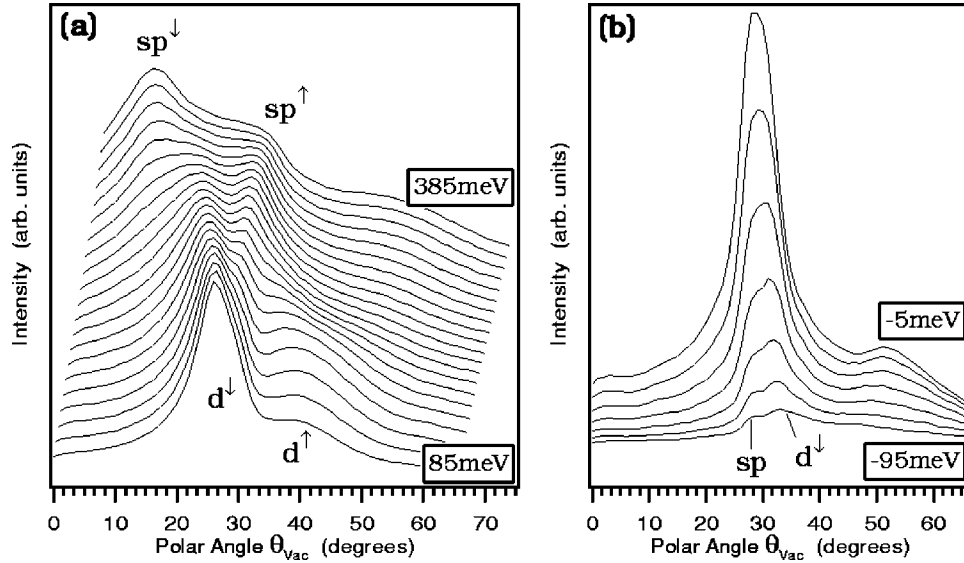 (a)
sp↓
sp↑
385meV
d↓
d↑
85meV
Intensity (arb. units)
0 10 20 30 40 50 60 70
Polar Angle θVac (degrees)
(b)
-5meV
sp
d↓
-95meV
Intensity (arb. units)
0 10 20 30 40 50 60
Polar Angle θVac (degrees)